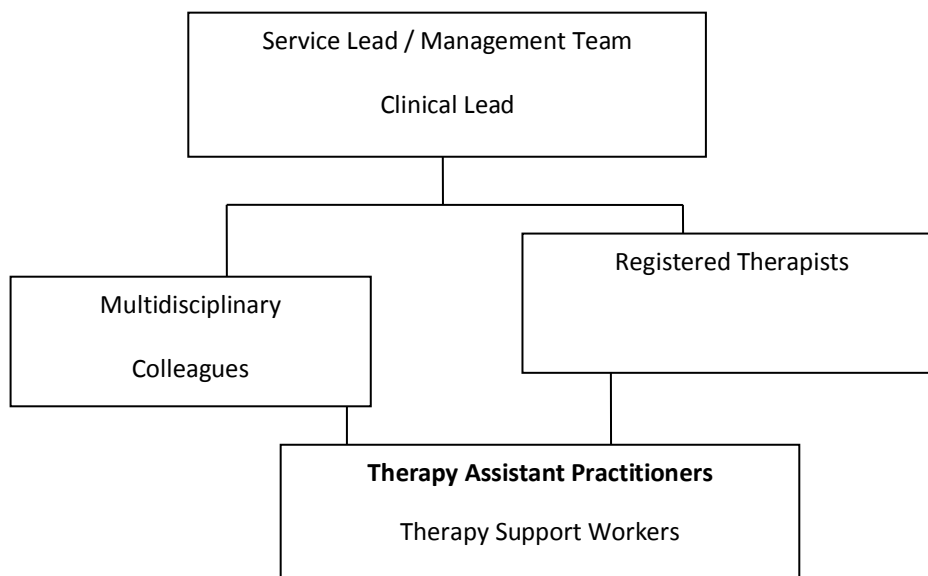 Service Lead / Management Team
Clinical Lead
Multidisciplinary
Colleagues
Registered Therapists
Therapy Assistant Practitioners
Therapy Support Workers